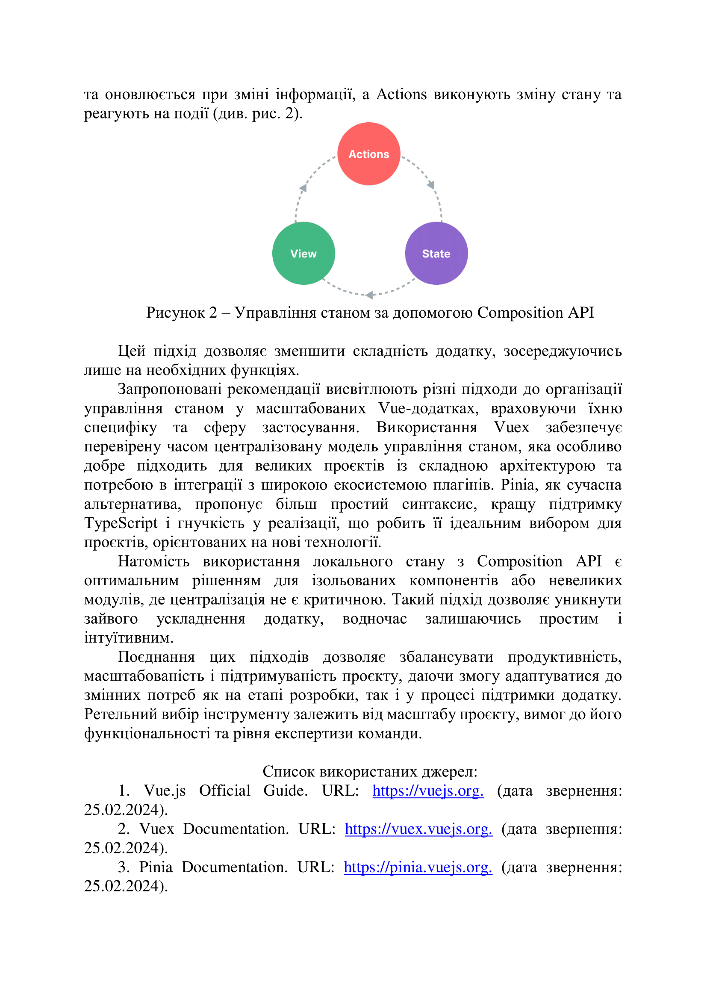 та оновлюється при зміні інформації, а Actions виконують зміну стану та
реагують на події (див. рис. 2).
Actions
View
State
Рисунок 2 – Управління станом за допомогою Composition API
Цей підхід дозволяє зменшити складність додатку, зосереджуючись
лише на необхідних функціях.
Запропоновані рекомендації висвітлюють різні підходи до організації
управління станом у масштабованих Vue-додатках, враховуючи їхню
специфіку та сферу застосування. Використання Vuex забезпечує
перевірену часом централізовану модель управління станом, яка особливо
добре підходить для великих проєктів із складною архітектурою та
потребою в інтеграції з широкою екосистемою плагінів. Pinia, як сучасна
альтернатива, пропонує більш простий синтаксис, кращу підтримку
TypeScript і гнучкість у реалізації, що робить її ідеальним вибором для
проєктів, орієнтованих на нові технології.
Натомість використання локального стану з Composition API є
оптимальним рішенням для ізольованих компонентів або невеликих
модулів, де централізація не є критичною. Такий підхід дозволяє уникнути
зайвого ускладнення додатку, водночас залишаючись простим і
інтуїтивним.
Поєднання цих підходів дозволяє збалансувати продуктивність,
масштабованість і підтримуваність проєкту, даючи змогу адаптуватися до
змінних потреб як на етапі розробки, так і у процесі підтримки додатку.
Ретельний вибір інструменту залежить від масштабу проєкту, вимог до його
функціональності та рівня експертизи команди.
Список використаних джерел:
1. Vue.js Official Guide. URL: https://vuejs.org. (дата звернення:
25.02.2024).
2. Vuex Documentation. URL: https://vuex.vuejs.org. (дата звернення:
25.02.2024).
3. Pinia Documentation. URL: https://pinia.vuejs.org. (дата звернення:
25.02.2024).